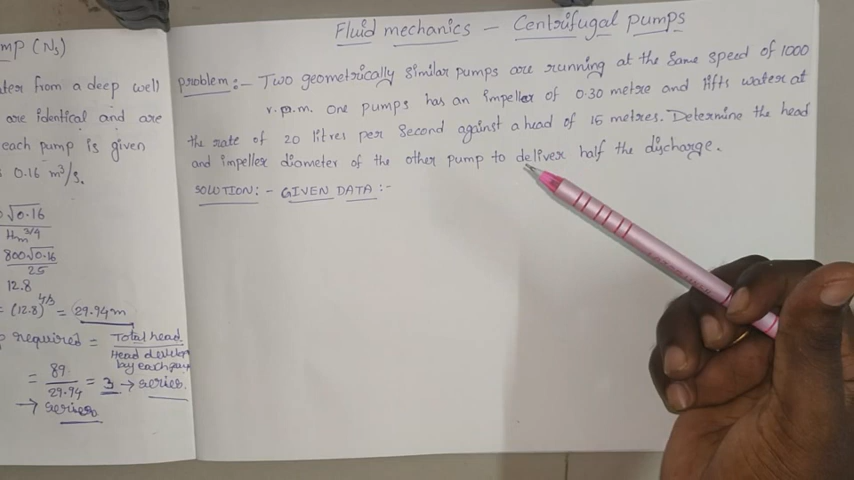 mp (Ns)
ater from a deep well
are identical and are
each pump is given
0.16 m³/s.
√0.16
Hm^3/4
800√0.16
25
12.8
= (12.8)^4/3 = 29.94m
required = Total head
Head develop
by each pump
= 89
29.94
= 3 → series.
→ series
Fluid mechanics - Centrifugal pumps
problem :- Two geometrically similar pumps are running at the same speed of 1000
r.p.m. One pumps has an impeller of 0.30 metre and lifts water at
the rate of 20 litres per second against a head of 15 metres. Determine the head
and impeller diameter of the other pump to deliver half the discharge.
SOLUTION :- GIVEN DATA :-